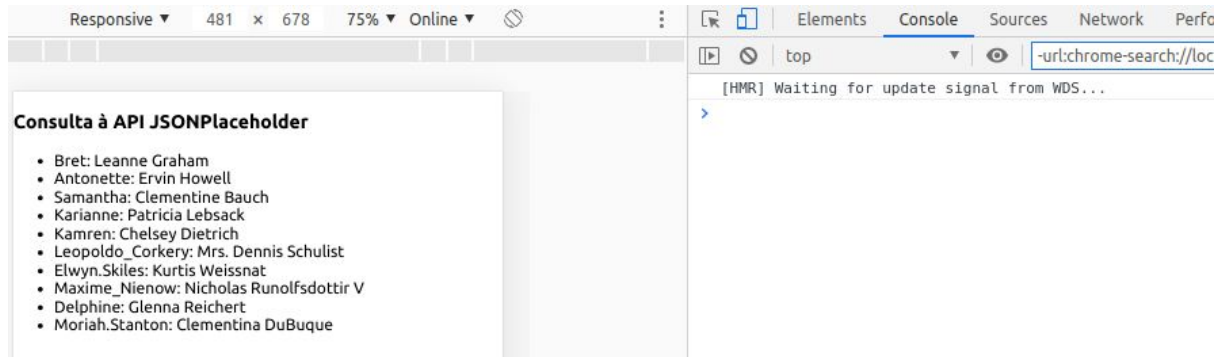 Responsive ▼ 481 × 678 75% ▼ Online ▼
Elements Console Sources Network Perfo
top ▼ -url:chrome-search://loc
[HMR] Waiting for update signal from WDS...
>
Consulta à API JSONPlaceholder
• Bret: Leanne Graham
• Antonette: Ervin Howell
• Samantha: Clementine Bauch
• Karianne: Patricia Lebsack
• Kamren: Chelsey Dietrich
• Leopoldo_Corkery: Mrs. Dennis Schulist
• Elwyn.Skiles: Kurtis Weissnat
• Maxime_Nienow: Nicholas Runolfsdottir V
• Delphine: Glenna Reichert
• Moriah.Stanton: Clementina DuBuque